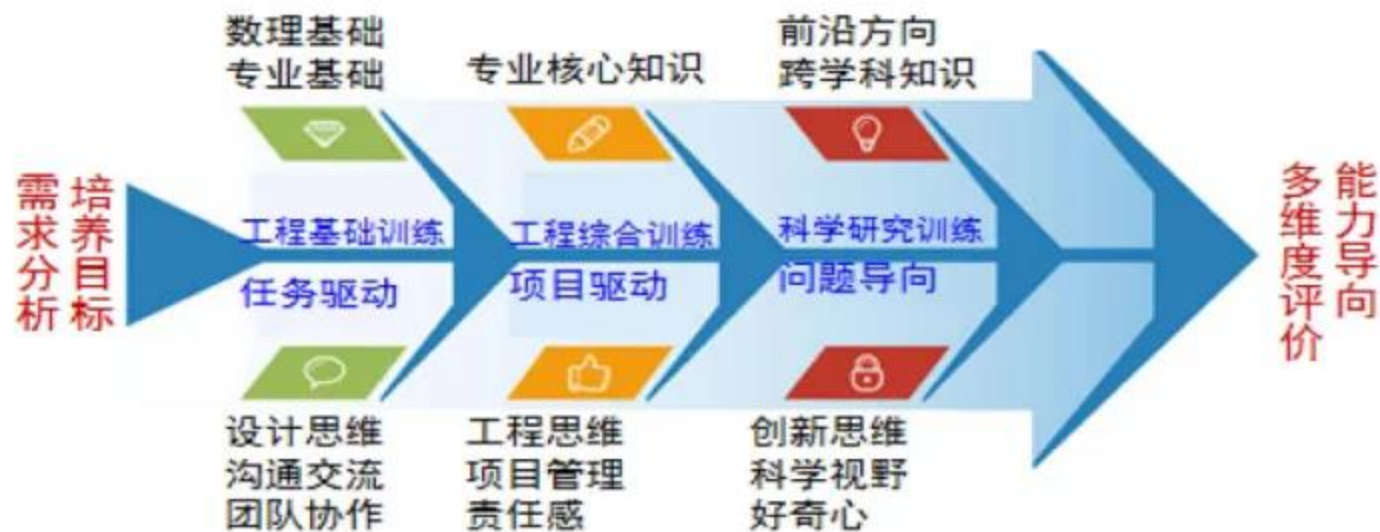 数理基础
专业基础
专业核心知识
前沿方向
跨学科知识
需求分析
培养目标
工程基础训练
任务驱动
工程综合训练
项目驱动
科学研究训练
问题导向
能力导向
多维度评价
设计思维
沟通交流
团队协作
工程思维
项目管理
责任感
创新思维
科学视野
好奇心